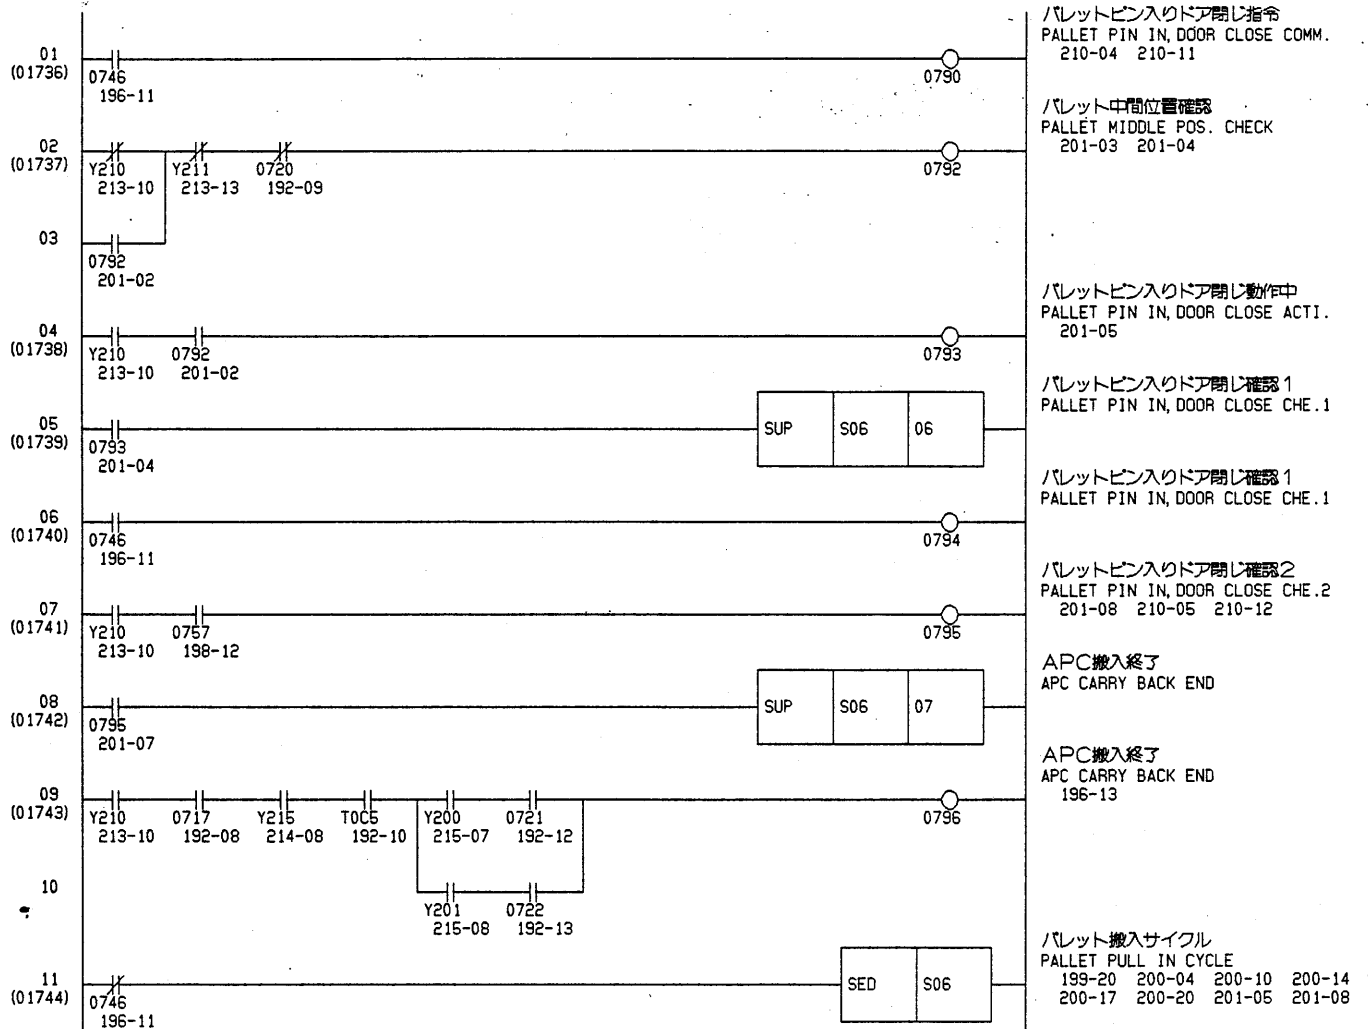 パレットピン入りドア閉じ指令
PALLET PIN IN, DOOR CLOSE COMM.
210-04 210-11
01
(01736)
0746
196-11
0790
パレット中間位置確認
PALLET MIDDLE POS. CHECK
201-03 201-04
02
(01737)
Y210
213-10
Y211
213-13
0720
192-09
0792
03
0792
201-02
パレットピン入りドア閉じ動作中
PALLET PIN IN, DOOR CLOSE ACTI.
201-05
04
(01738)
Y210
213-10
0792
201-02
0793
パレットピン入りドア閉じ確認1
PALLET PIN IN, DOOR CLOSE CHE.1
05
(01739)
0793
201-04
SUP S06 06
パレットピン入りドア閉じ確認1
PALLET PIN IN, DOOR CLOSE CHE.1
06
(01740)
0746
196-11
0794
パレットピン入りドア閉じ確認2
PALLET PIN IN, DOOR CLOSE CHE.2
201-08 210-05 210-12
07
(01741)
Y210
213-10
0757
198-12
0795
APC搬入終了
APC CARRY BACK END
08
(01742)
0795
201-07
SUP S06 07
APC搬入終了
APC CARRY BACK END
196-13
09
(01743)
Y210
213-10
0717
192-08
Y215
214-08
T0C5
192-10
Y200
215-07
0721
192-12
0796
10
Y201
215-08
0722
192-13
パレット搬入サイクル
PALLET PULL IN CYCLE
199-20 200-04 200-10 200-14
200-17 200-20 201-05 201-08
11
(01744)
0746
196-11
SED S06